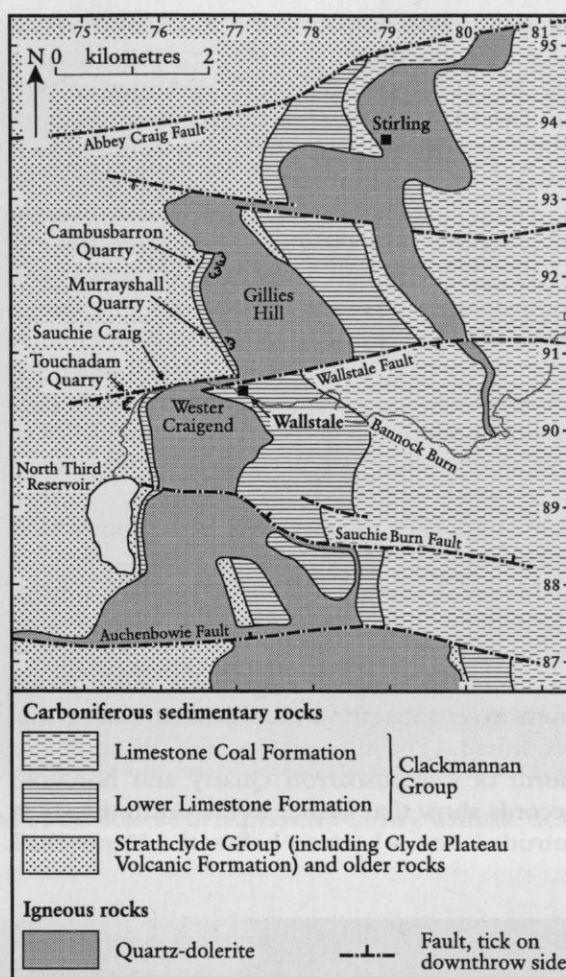 75 76 77 78 79 80 81
N 0 kilometres 2
95
94
93
92
91
90
89
88
87
Abbey Craig Fault
Stirling
Cambusbarron
Quarry
Murrayshall
Quarry
Gillies
Hill
Sauchie Craig
Touchadam
Quarry
Wallstale Fault
Wester
Craigend
Wallstale
Bannock Burn
North Third
Reservoir
Sauchie Burn Fault
Auchenbowie Fault
Carboniferous sedimentary rocks
Limestone Coal Formation
Clackmannan
Group
Lower Limestone Formation
Strathclyde Group (including Clyde Plateau
Volcanic Formation) and older rocks
Igneous rocks
Quartz-dolerite
Fault, tick on
downthrow side